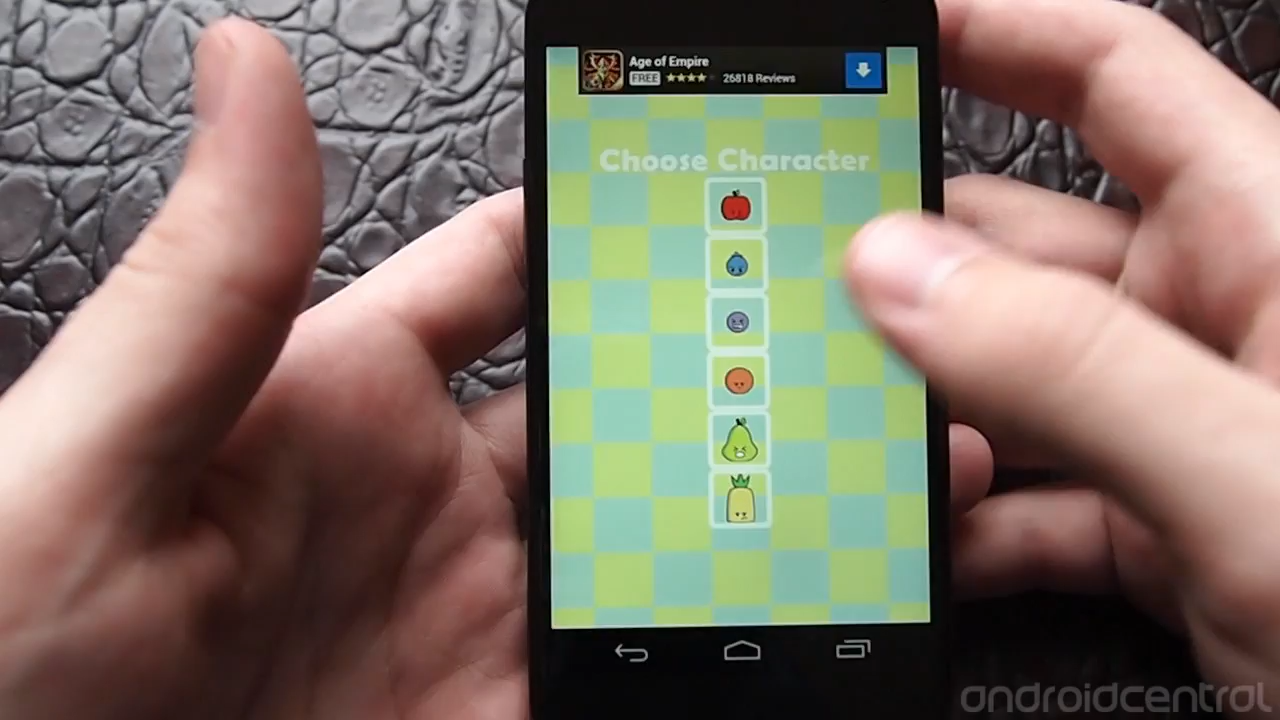 Age of Empire
FREE 26818 Reviews
Choose Character
androidcentral